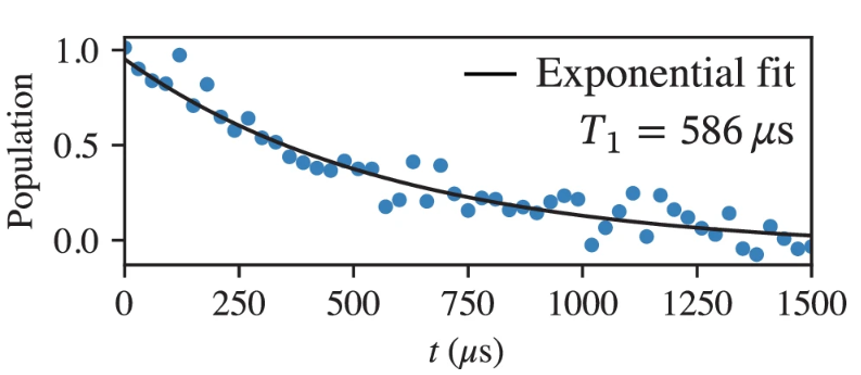 1.0
0.5
0.0
Population
Exponential fit
T₁ = 586 μs
0 250 500 750 1000 1250 1500
t (μs)